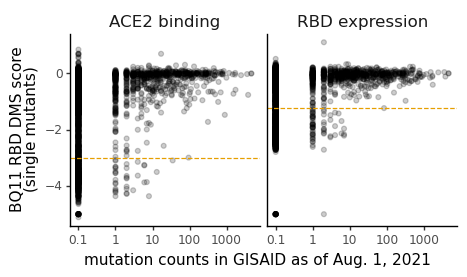 ACE2 binding
RBD expression
BQ11 RBD DMS score
(single mutants)
0
−2
−4
0.1 1 10 100 1000
0.1 1 10 100 1000
mutation counts in GISAID as of Aug. 1, 2021